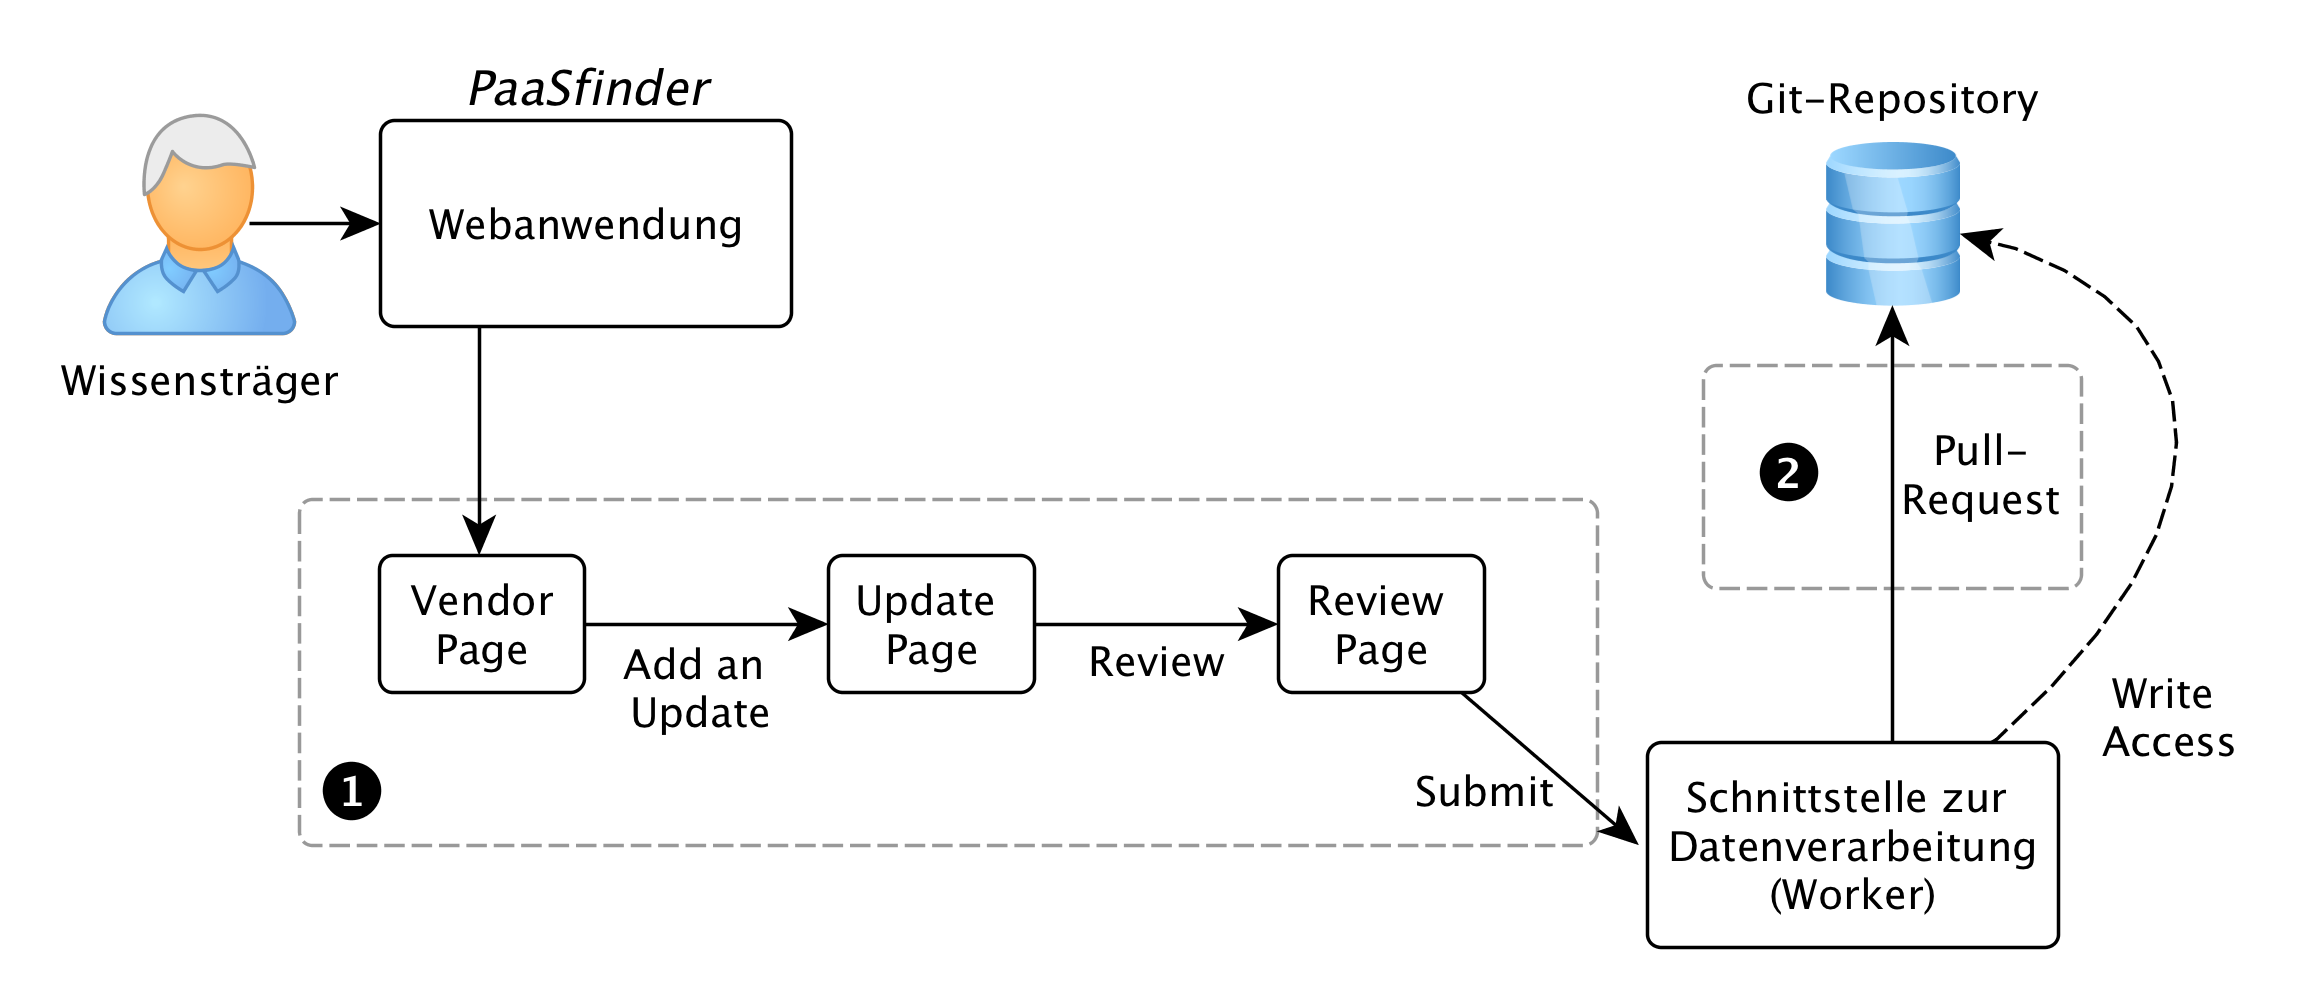 PaaSfinder
Webanwendung
Wissensträger
Git-Repository
Pull-
Request
2
Vendor
Page
Add an
Update
Update
Page
Review
Review
Page
Submit
1
Write
Access
Schnittstelle zur
Datenverarbeitung
(Worker)